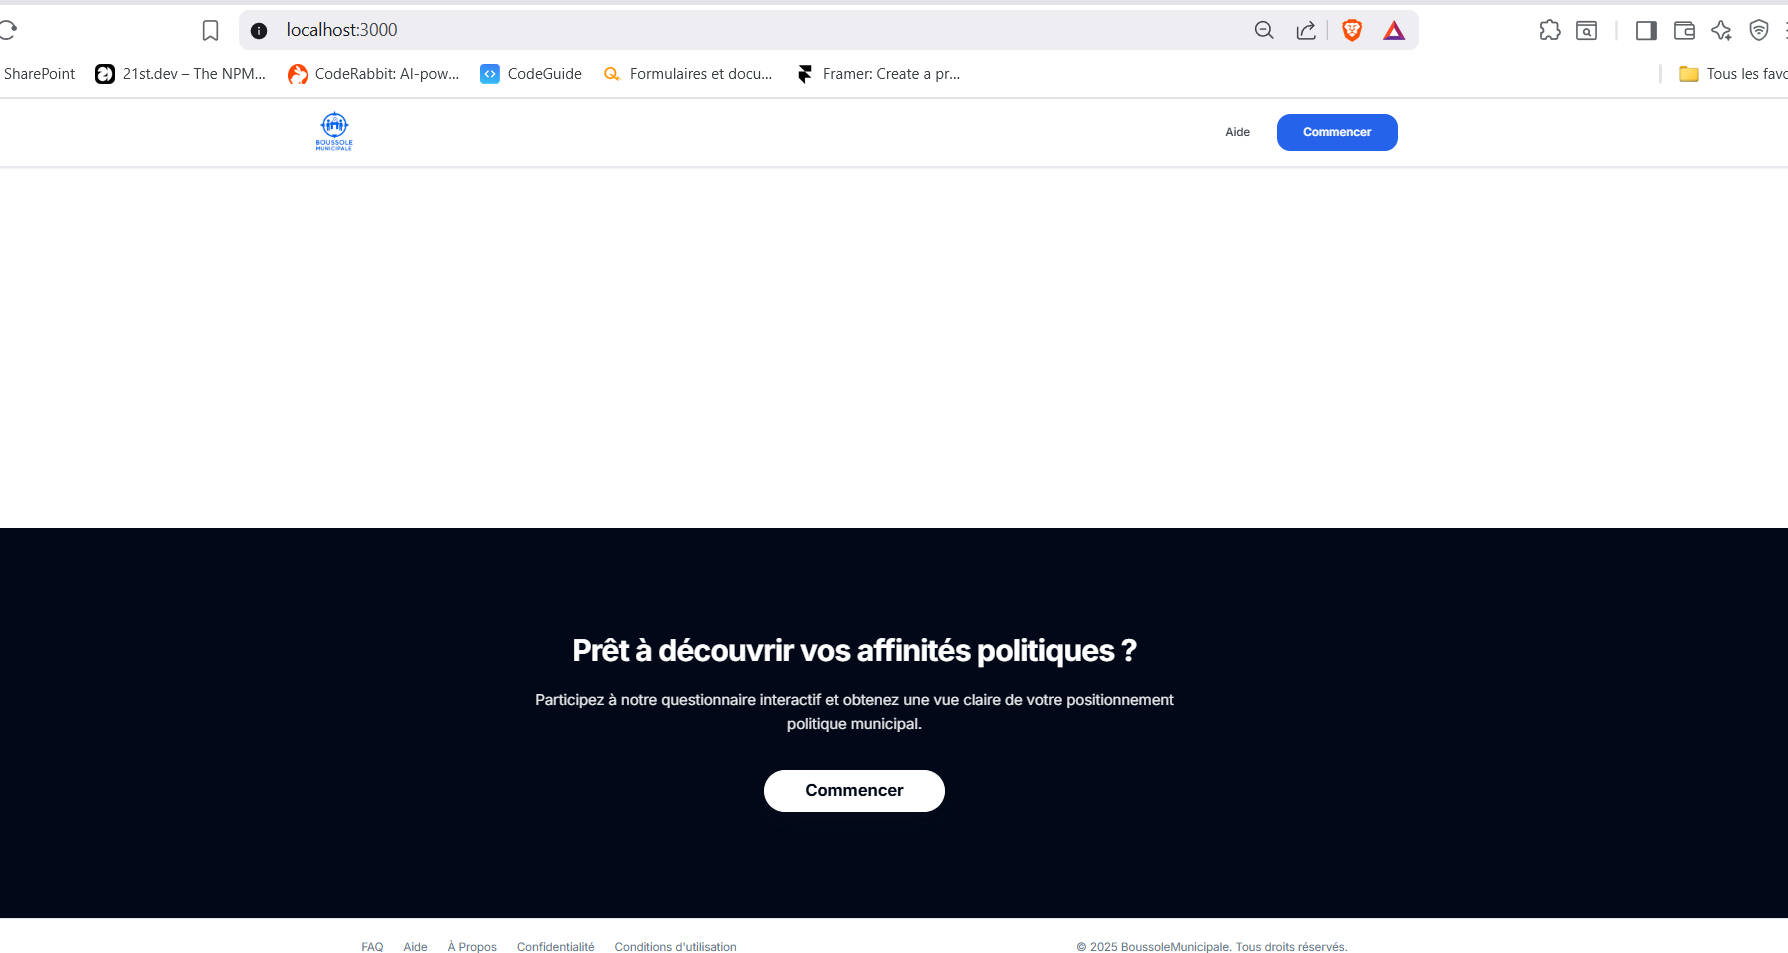 localhost:3000
SharePoint
21st.dev – The NPM...
CodeRabbit: AI-pow...
CodeGuide
Formulaires et docu...
Framer: Create a pr...
Tous les favo
BOUSSOLE
MUNICIPALE
Aide
Commencer
Prêt à découvrir vos affinités politiques ?
Participez à notre questionnaire interactif et obtenez une vue claire de votre positionnement
politique municipal.
Commencer
FAQ
Aide
À Propos
Confidentialité
Conditions d'utilisation
© 2025 BoussoleMunicipale. Tous droits réservés.